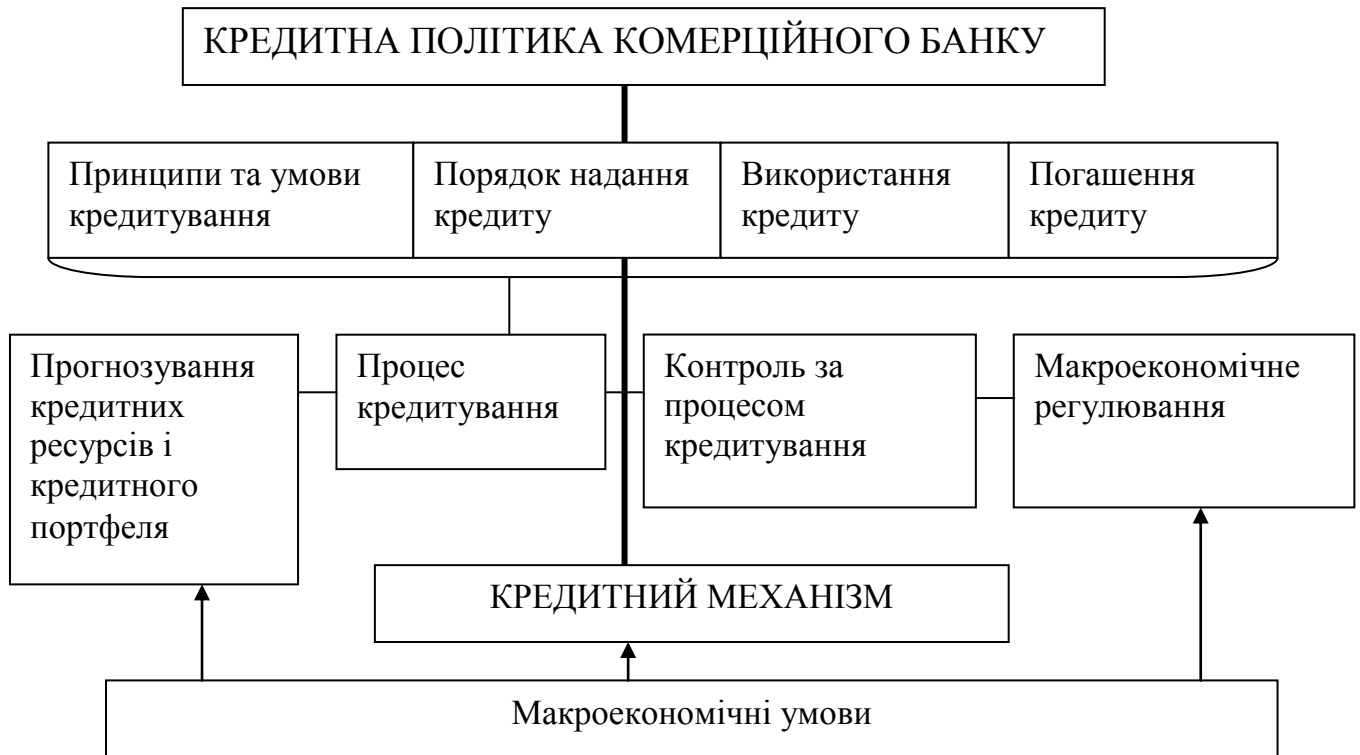 КРЕДИТНА ПОЛІТИКА КОМЕРЦІЙНОГО БАНКУ
Принципи та умови
кредитування
Порядок надання
кредиту
Використання
кредиту
Погашення
кредиту
Прогнозування
кредитних
ресурсів і
кредитного
портфеля
Процес
кредитування
Контроль за
процесом
кредитування
Макроекономічне
регулювання
КРЕДИТНИЙ МЕХАНІЗМ
Макроекономічні умови